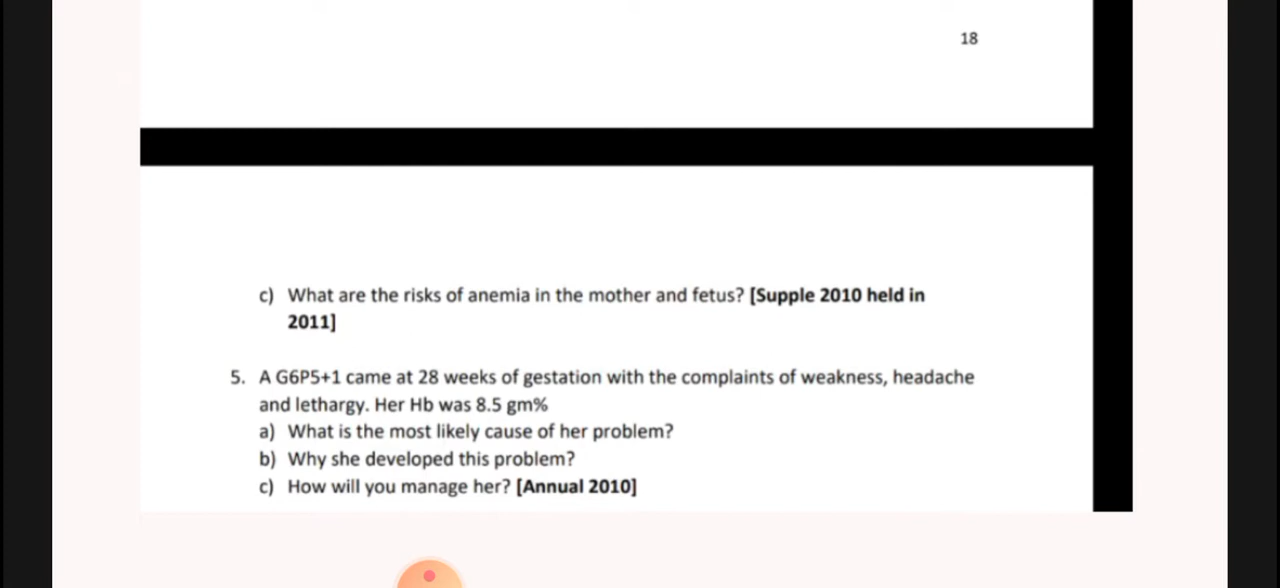 18
c) What are the risks of anemia in the mother and fetus? [Supple 2010 held in
2011]
5. A G6P5+1 came at 28 weeks of gestation with the complaints of weakness, headache
and lethargy. Her Hb was 8.5 gm%
a) What is the most likely cause of her problem?
b) Why she developed this problem?
c) How will you manage her? [Annual 2010]